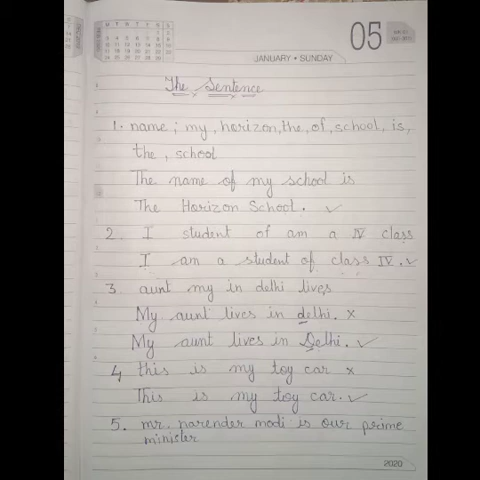 05
JANUARY • SUNDAY
The Sentence
1. name ; my , horizon, the, of, school, is,
the , school
The name of my school is
The Horizon School. ✓
2. I student of am a IV class
I am a student of class IV. ✓
3. aunt my in delhi lives
My aunt lives in delhi. ×
My aunt lives in Delhi. ✓
4 this is my toy car ×
This is my toy car. ✓
5. mr. narender modi is our prime
minister
2020